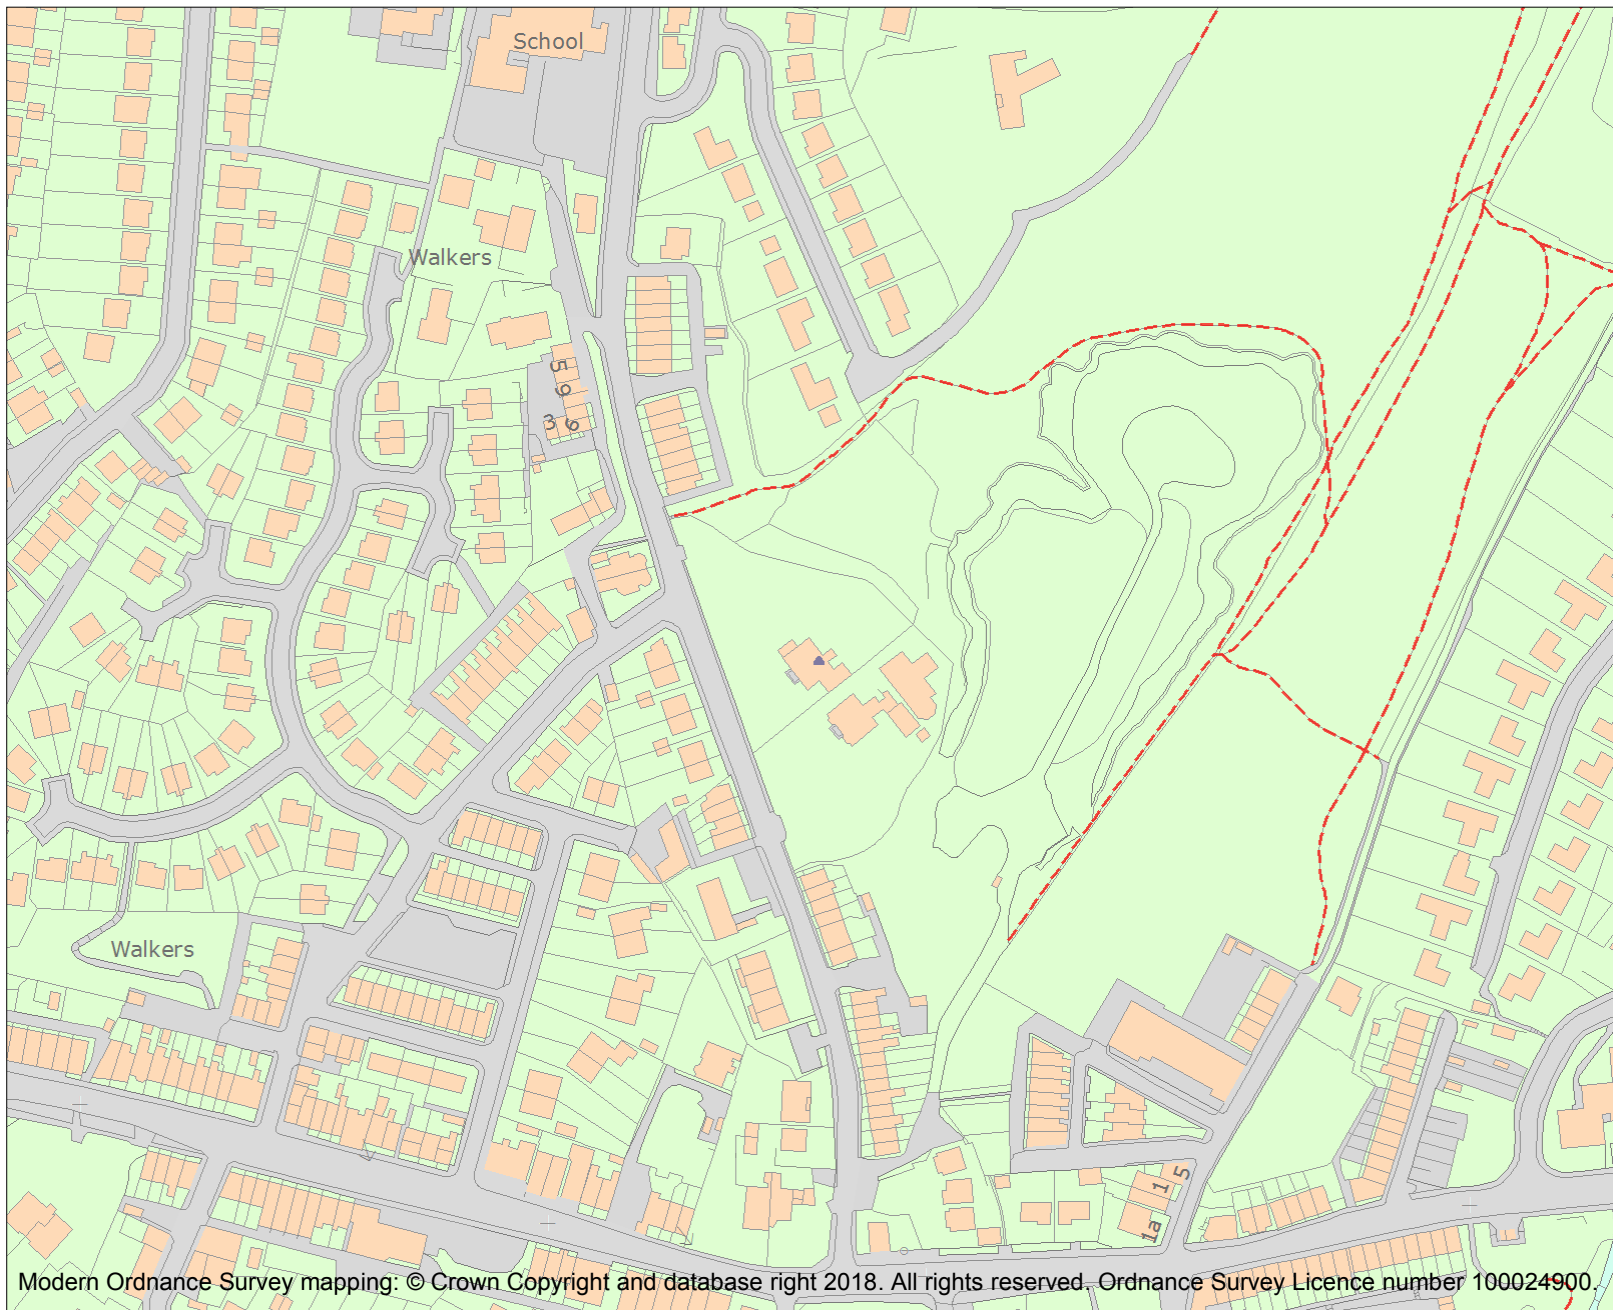 School
Walkers
5 9 9
3
Walkers
1 5
1a
Modern Ordnance Survey mapping: © Crown Copyright and database right 2018. All rights reserved. Ordnance Survey Licence number 100024900.